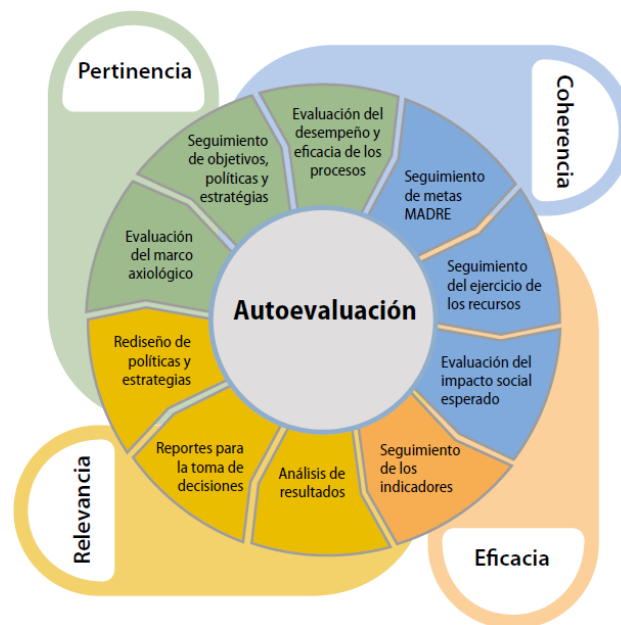 Pertinencia
Coherencia
Evaluación del
desempeño y
eficacia de los
procesos
Seguimiento
de objetivos,
políticas y
estratégias
Seguimiento
de metas
MADRE
Evaluación
del marco
axiológico
Seguimiento
del ejercicio de
los recursos
Autoevaluación
Rediseño de
políticas y
estrategias
Evaluación del
impacto social
esperado
Reportes para
la toma de
decisiones
Análisis de
resultados
Seguimiento
de los
indicadores
Relevancia
Eficacia